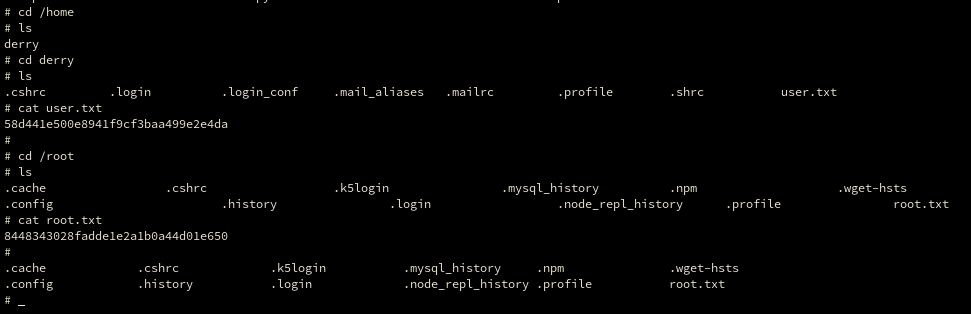 # cd /home
# ls
derry
# cd derry
# ls
.cshrc .login .login_conf .mail_aliases .mailrc .profile .shrc user.txt
# cat user.txt
58d441e500e8941f9cf3baa499e2e4da
#
# cd /root
# ls
.cache .cshrc .k5login .mysql_history .npm .wget-hsts
.config .history .login .node_repl_history .profile root.txt
# cat root.txt
8448343028fadde1e2a1b0a44d01e650
#
.cache .cshrc .k5login .mysql_history .npm .wget-hsts
.config .history .login .node_repl_history .profile root.txt
# _